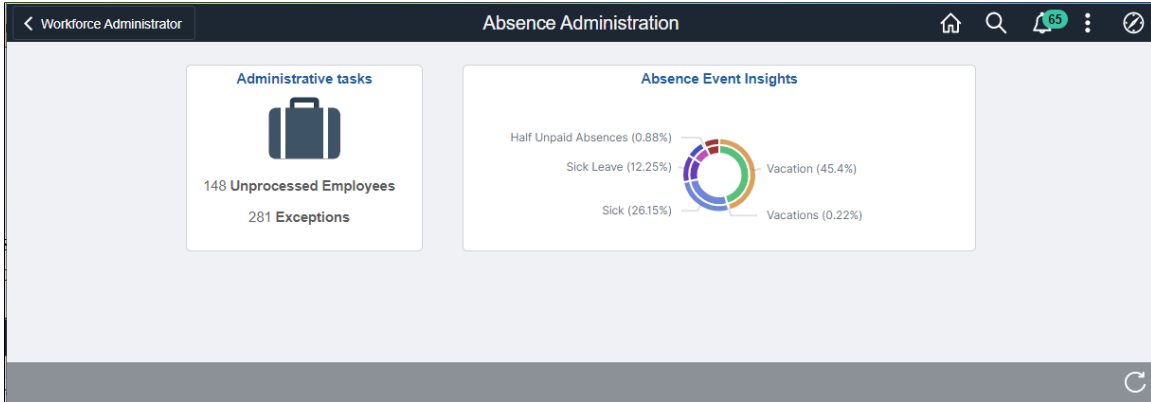 Workforce Administrator
Absence Administration
65
Administrative tasks
148 Unprocessed Employees
281 Exceptions
Absence Event Insights
Half Unpaid Absences (0.88%)
Sick Leave (12.25%)
Sick (26.15%)
Vacation (45.4%)
Vacations (0.22%)